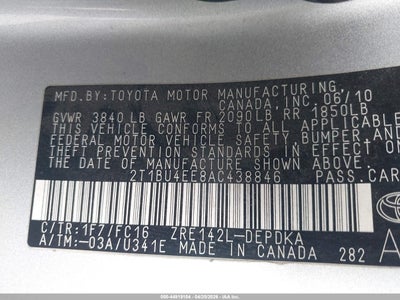 MFD.BY:TOYOTA MOTOR MANUFACTURING,
CANADA,INC. 06/10
GVWR 3840 LB GAWR FR 2090LB RR 1850LB
THIS VEHICLE CONFORMS TO ALL APPLICABLE
FEDERAL MOTOR VEHICLE SAFETY, BUMPER, AND
THEFT PREVENTION STANDARDS IN EFFECT ON
THE DATE OF MANUFACTURE SHOWN ABOVE.
2T1BU4EE8AC438846 PASS.CAR
C/TR:1F7/FC16 ZRE142L-DEPDKA
A/TM:-03A/U341E MADE IN CANADA 282